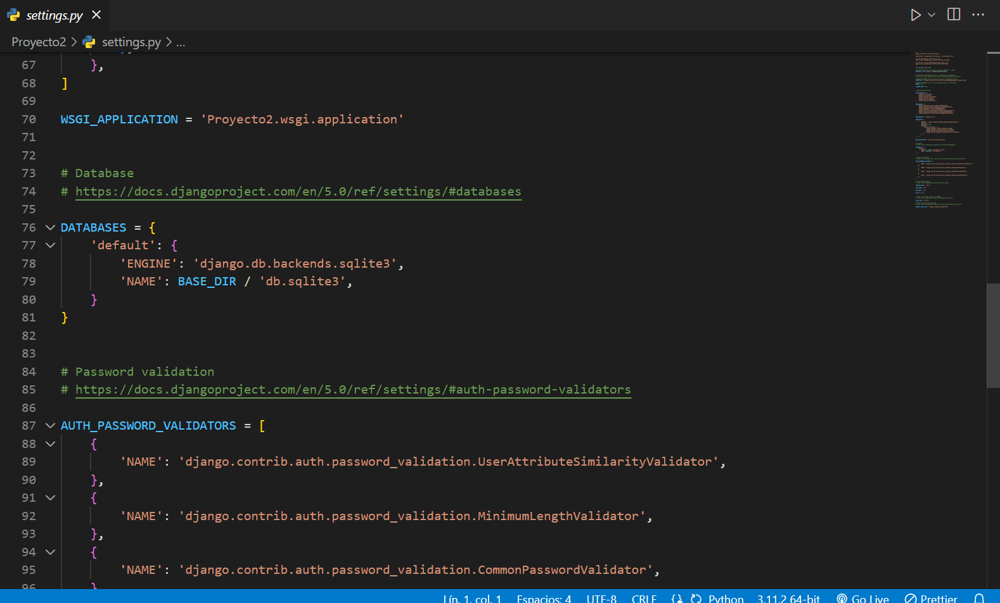 settings.py
Proyecto2 > settings.py > ...
67 },
68 ]
69
70 WSGI_APPLICATION = 'Proyecto2.wsgi.application'
71
72
73 # Database
74 # https://docs.djangoproject.com/en/5.0/ref/settings/#databases
75
76 DATABASES = {
77 'default': {
78 'ENGINE': 'django.db.backends.sqlite3',
79 'NAME': BASE_DIR / 'db.sqlite3',
80 }
81 }
82
83
84 # Password validation
85 # https://docs.djangoproject.com/en/5.0/ref/settings/#auth-password-validators
86
87 AUTH_PASSWORD_VALIDATORS = [
88 {
89 'NAME': 'django.contrib.auth.password_validation.UserAttributeSimilarityValidator',
90 },
91 {
92 'NAME': 'django.contrib.auth.password_validation.MinimumLengthValidator',
93 },
94 {
95 'NAME': 'django.contrib.auth.password_validation.CommonPasswordValidator',
96 }
Lín. 1, col. 1 Espacios: 4 UTF-8 CRLF Python 3.11.2 64-bit Go Live Prettier